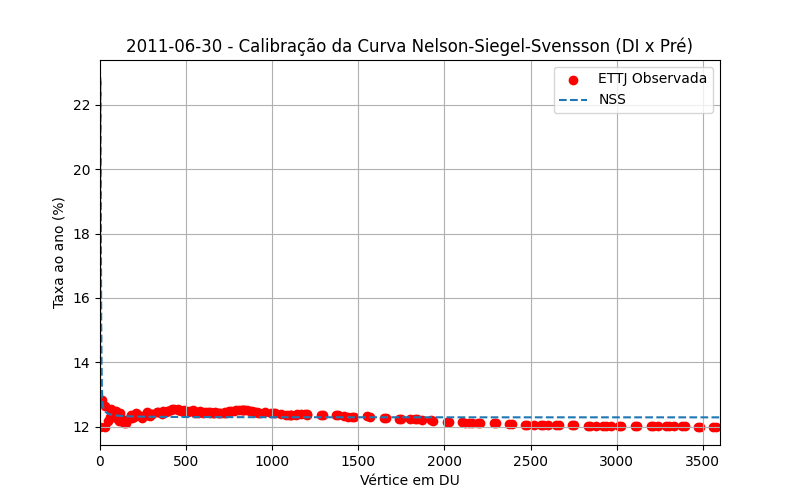 2011-06-30 - Calibração da Curva Nelson-Siegel-Svensson (DI x Pré)
ETTJ Observada
NSS
Taxa ao ano (%)
22
20
18
16
14
12
0 500 1000 1500 2000 2500 3000 3500
Vértice em DU